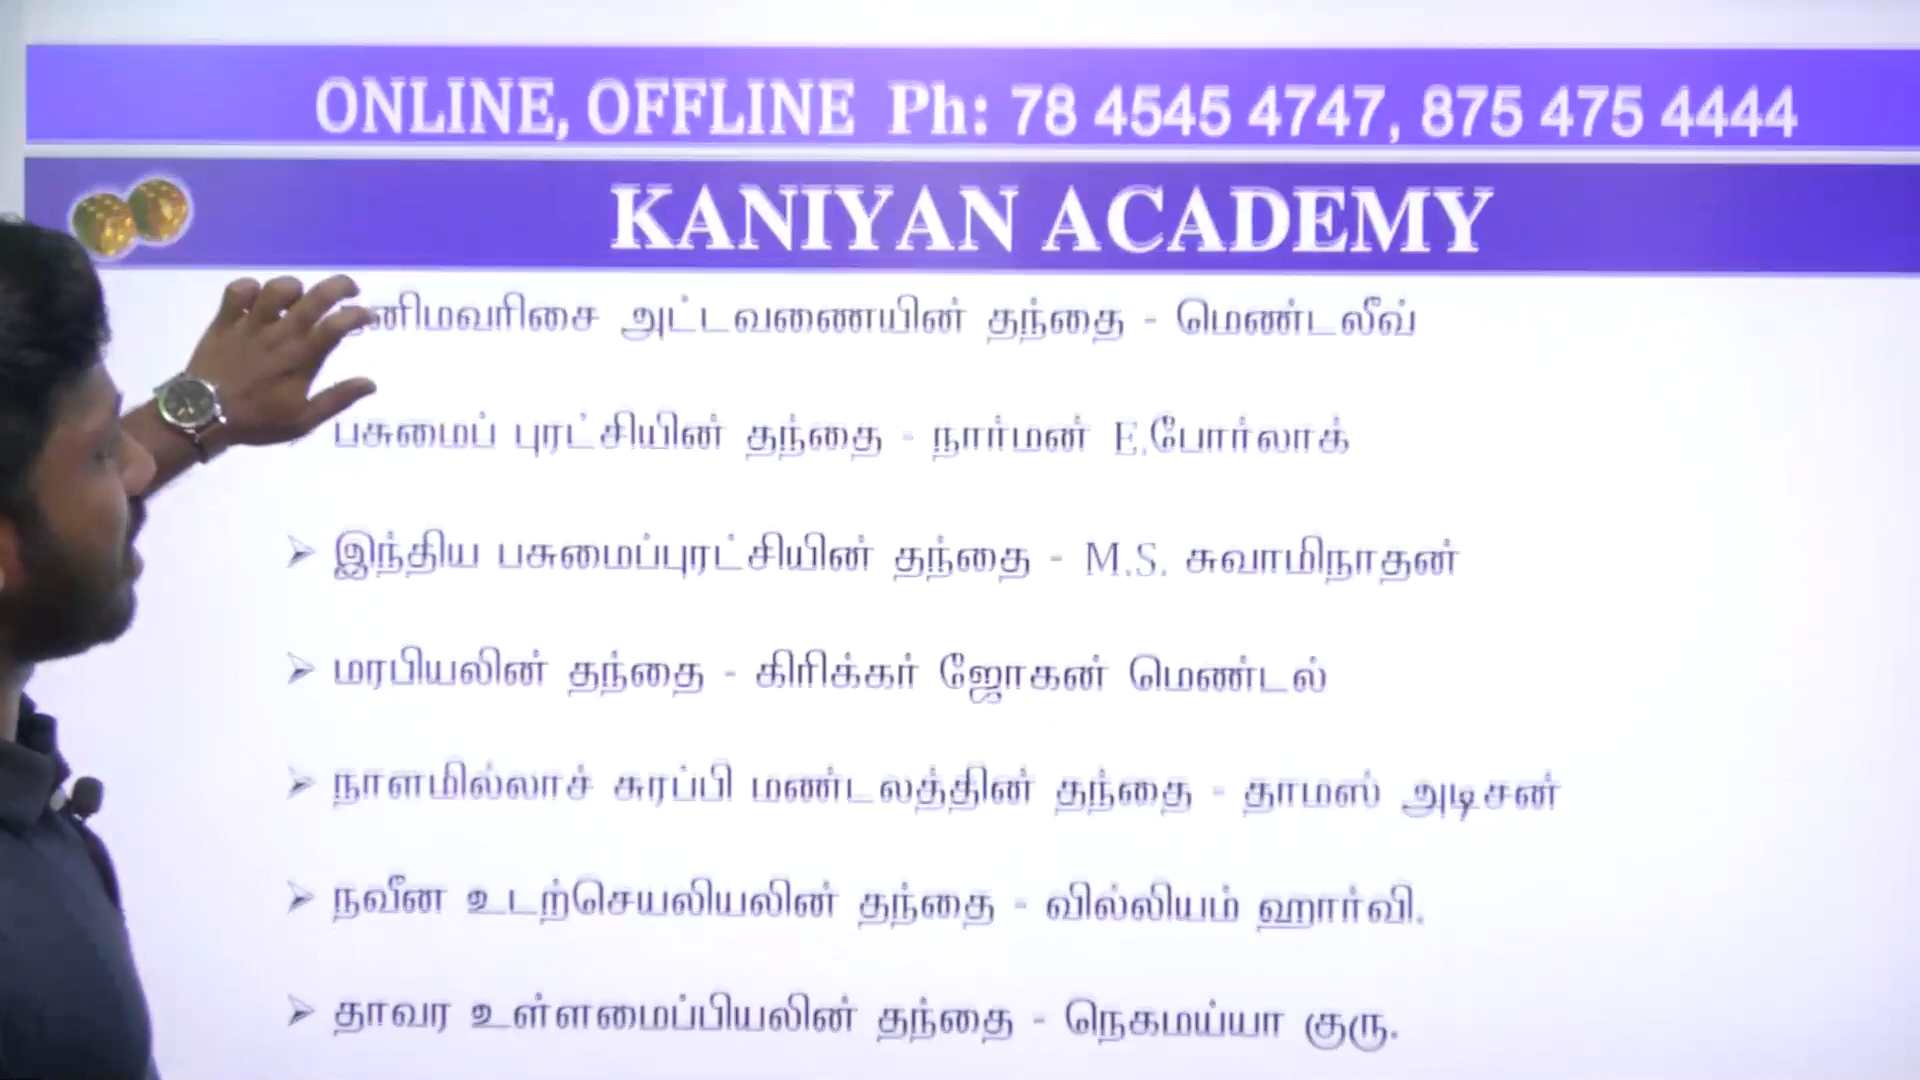 ONLINE, OFFLINE Ph: 78 4545 4747, 875 475 4444
KANIYAN ACADEMY
அட்டவணையின் தந்தை - மெண்டலீவ்
பசுமைப் புரட்சியின் தந்தை - நார்மன் E.போர்லாக்
இந்திய பசுமைப்புரட்சியின் தந்தை - M.S. சுவாமிநாதன்
மரபியலின் தந்தை - கிரிக்கர் ஜோகன் மெண்டல்
நாளமில்லாச் சுரப்பி மண்டலத்தின் தந்தை - தாமஸ் அடிசன்
நவீன உடற்செயலியலின் தந்தை - வில்லியம் ஹார்வி.
தாவர உள்ளமைப்பியலின் தந்தை - நெகமய்யா குரு.